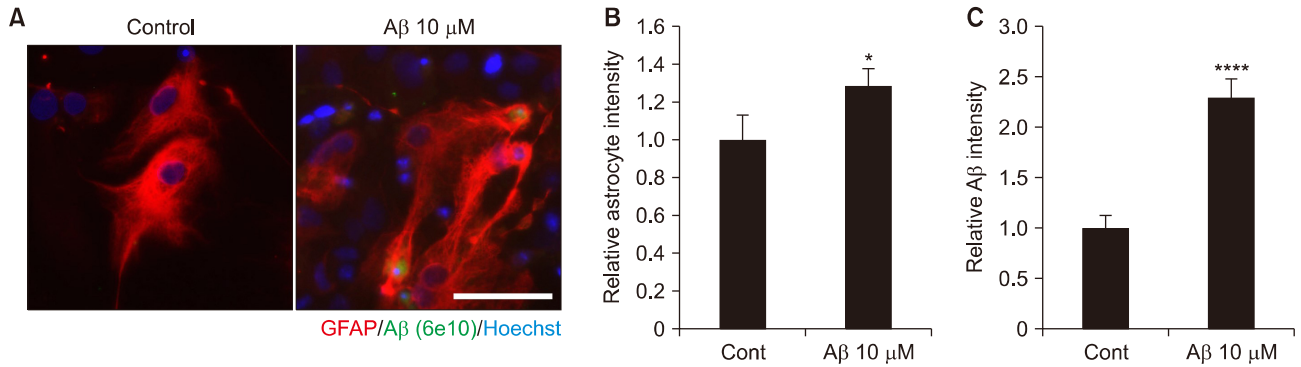 A
Control
Aβ 10 μM
GFAP/Aβ (6e10)/Hoechst
B
Relative astrocyte intensity
1.6
1.4
1.2
1.0
0.8
0.6
0.4
0.2
0
*
Cont
Aβ 10 μM
C
Relative Aβ intensity
3.0
2.5
2.0
1.5
1.0
0.5
0
****
Cont
Aβ 10 μM